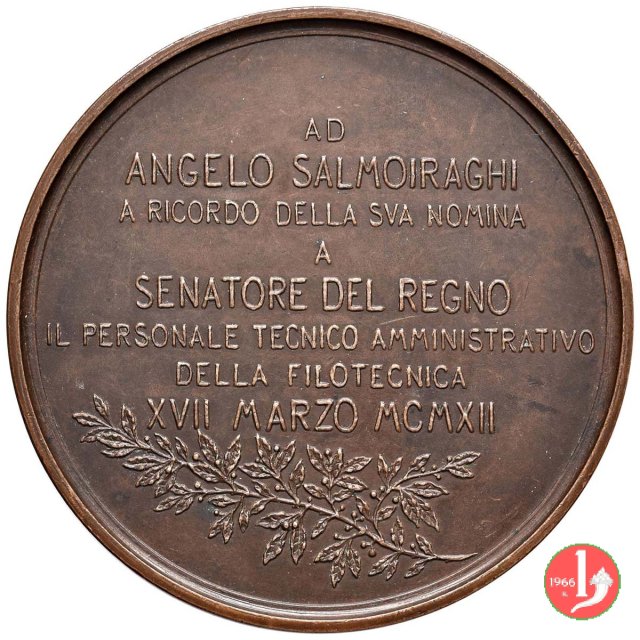 AD
ANGELO SALMOIRAGHI
A RICORDO DELLA SVA NOMINA
A
SENATORE DEL REGNO
IL PERSONALE TECNICO AMMINISTRATIVO
DELLA FILOTECNICA
XVII MARZO MCMXII
1966